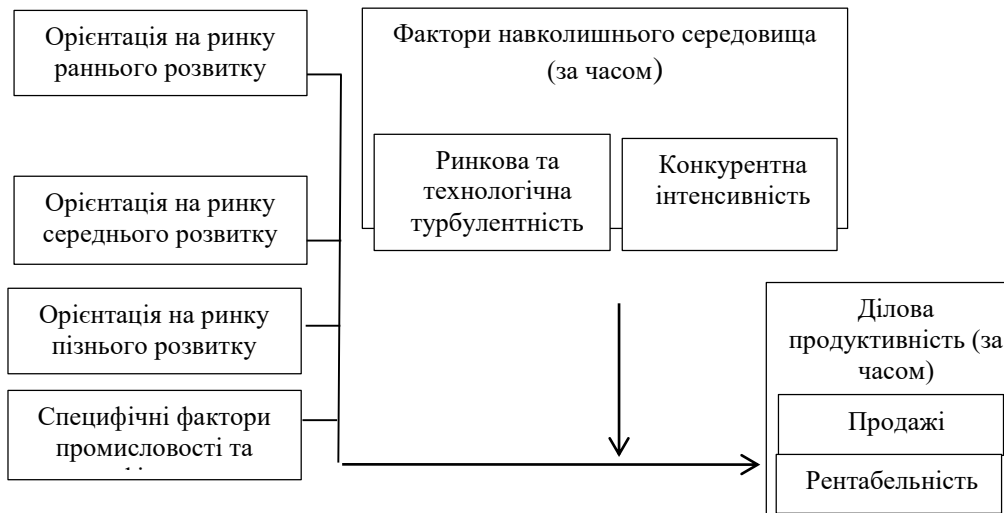 Орієнтація на ринку
раннього розвитку
Фактори навколишнього середовища
(за часом)
Ринкова та
технологічна
турбулентність
Конкурентна
інтенсивність
Орієнтація на ринку
середнього розвитку
Орієнтація на ринку
пізнього розвитку
Специфічні фактори
промисловості та
Ділова
продуктивність (за
часом)
Продажі
Рентабельність